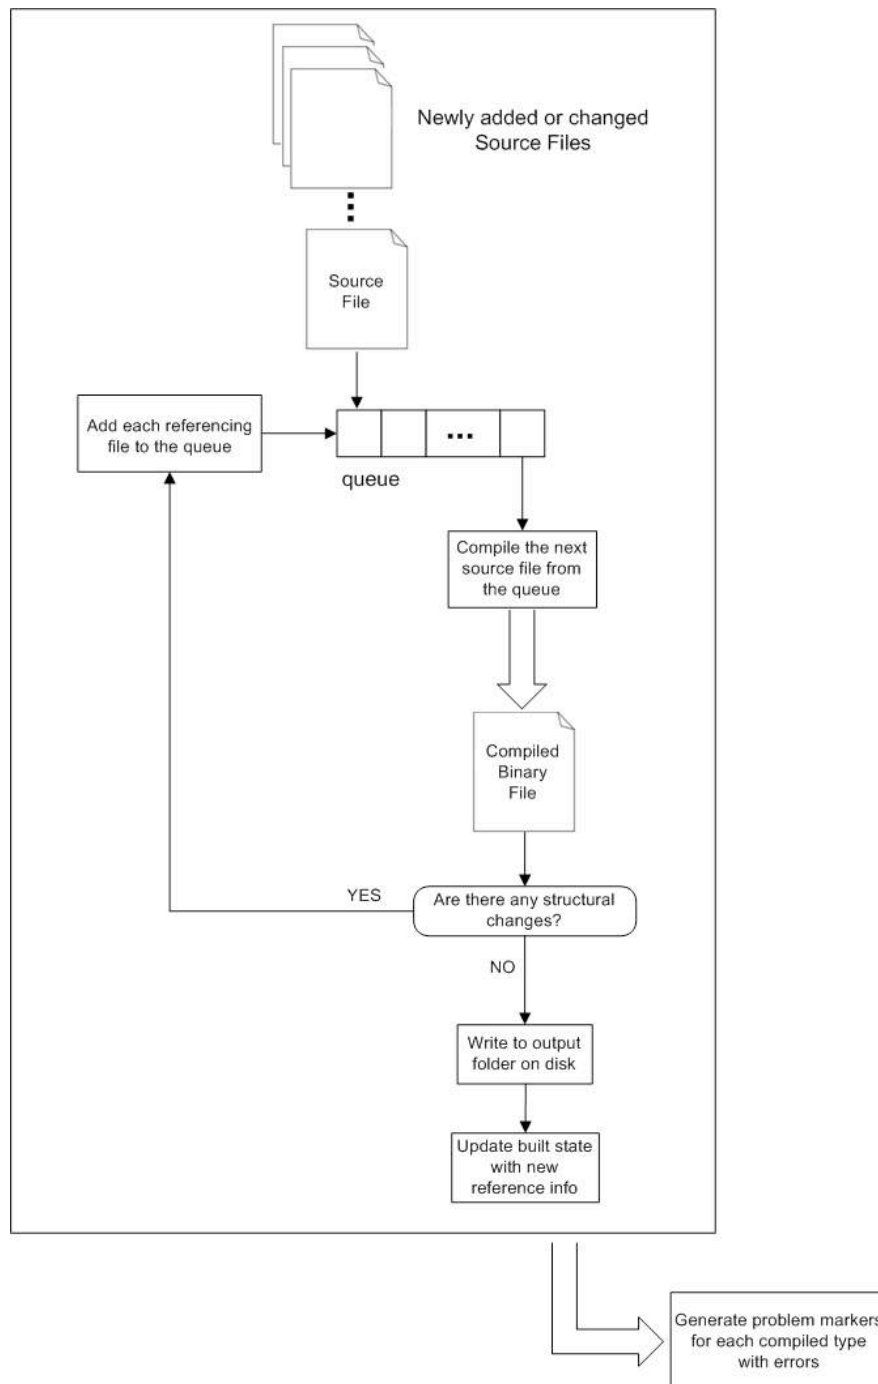 Newly added or changed
Source Files
Source
File
Add each referencing
file to the queue
...
queue
Compile the next
source file from
the queue
Compiled
Binary
File
YES
Are there any structural
changes?
NO
Write to output
folder on disk
Update built state
with new
reference info
Generate problem markers
for each compiled type
with errors